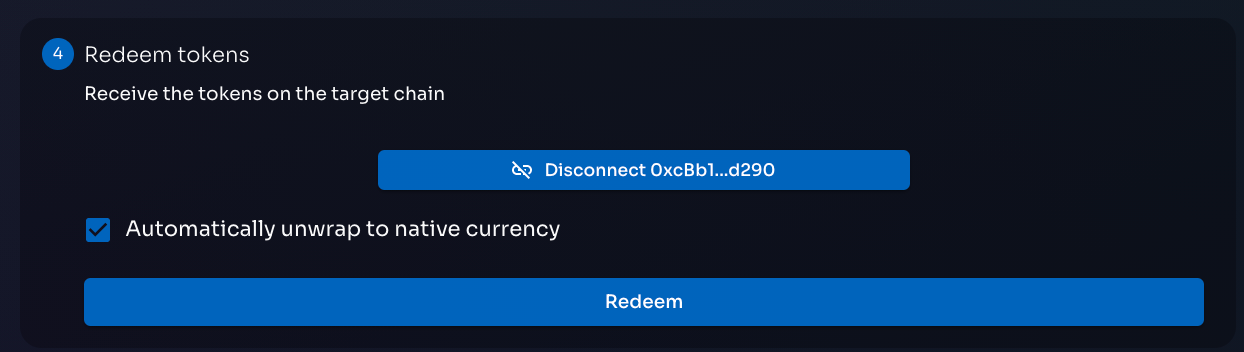 4 Redeem tokens
Receive the tokens on the target chain
Disconnect 0xcBb1...d290
Automatically unwrap to native currency
Redeem